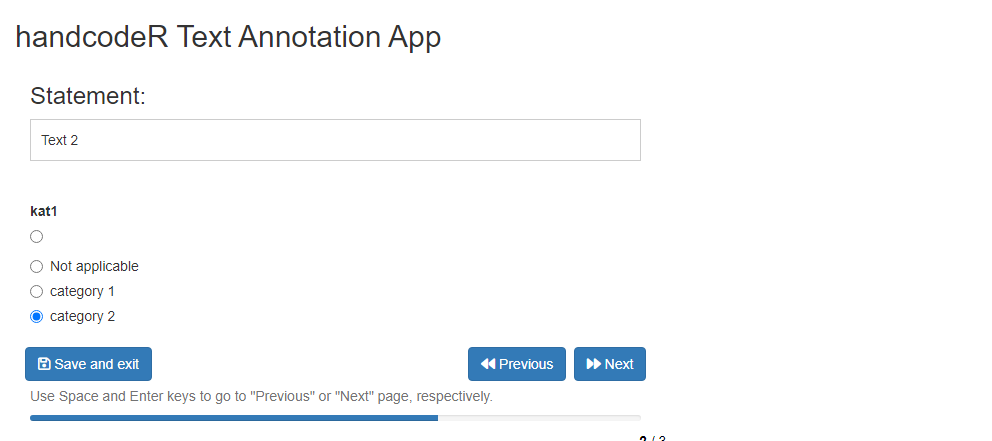 handcodeR Text Annotation App
Statement:
Text 2
kat1
Not applicable
category 1
category 2
Save and exit
Previous
Next
Use Space and Enter keys to go to "Previous" or "Next" page, respectively.
2 / 3